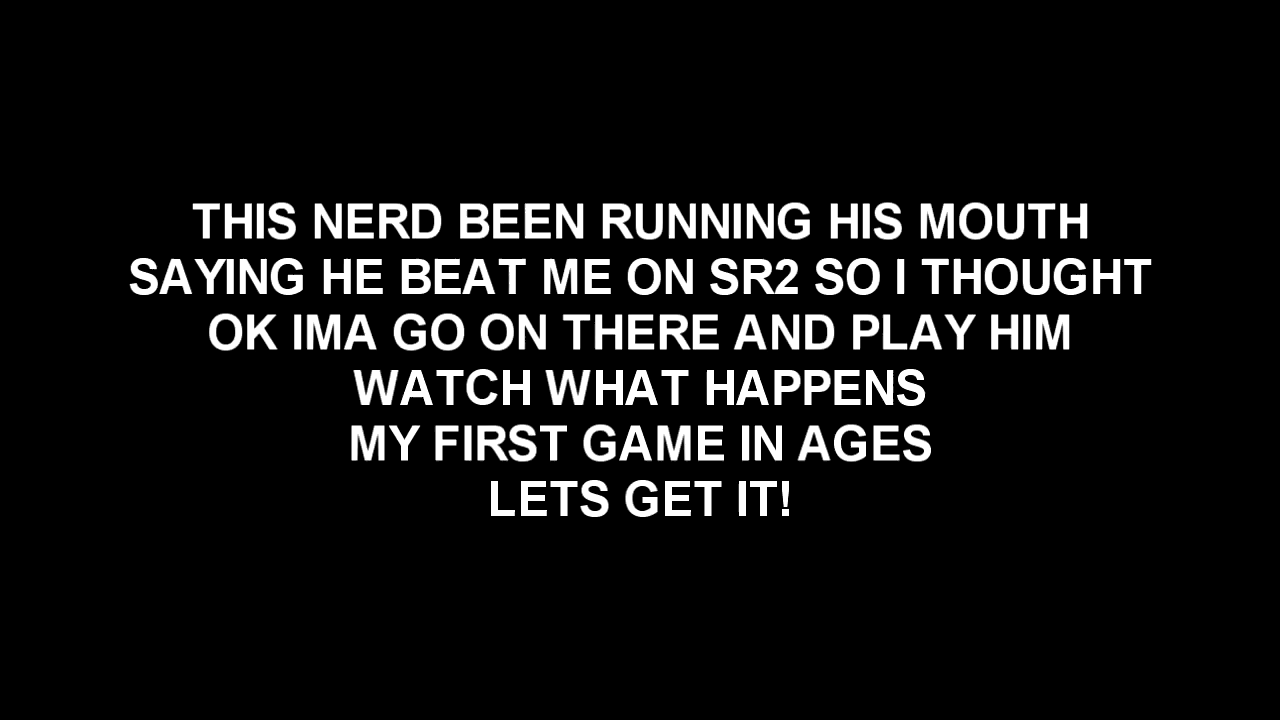 THIS NERD BEEN RUNNING HIS MOUTH
SAYING HE BEAT ME ON SR2 SO I THOUGHT
OK IMA GO ON THERE AND PLAY HIM
WATCH WHAT HAPPENS
MY FIRST GAME IN AGES
LETS GET IT!